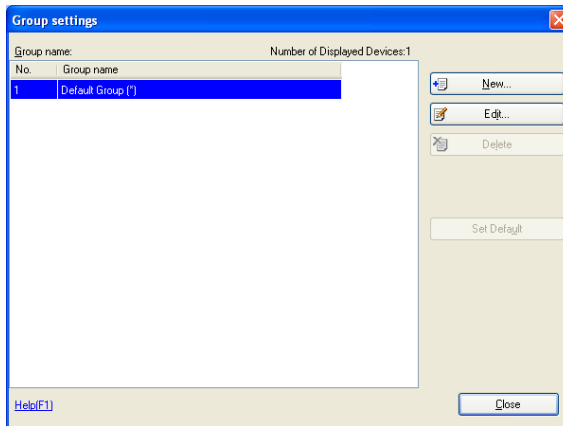 Group settings
Group name: Number of Displayed Devices:1
No. Group name
1 Default Group (*)
New...
Edit...
Delete
Set Default
Help(F1)
Close